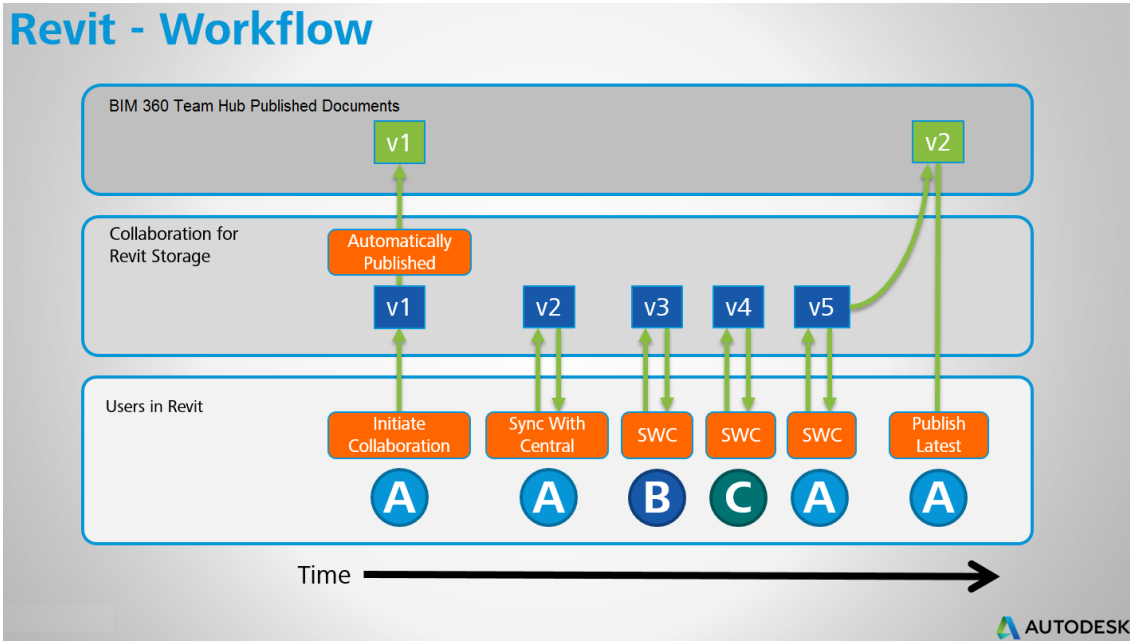 Revit - Workflow
BIM 360 Team Hub Published Documents
v1
v2
Collaboration for
Revit Storage
Automatically
Published
v1
v2
v3
v4
v5
Users in Revit
Initiate
Collaboration
Sync With
Central
SWC
SWC
SWC
Publish
Latest
A
A
B
C
A
A
Time
AUTODESK